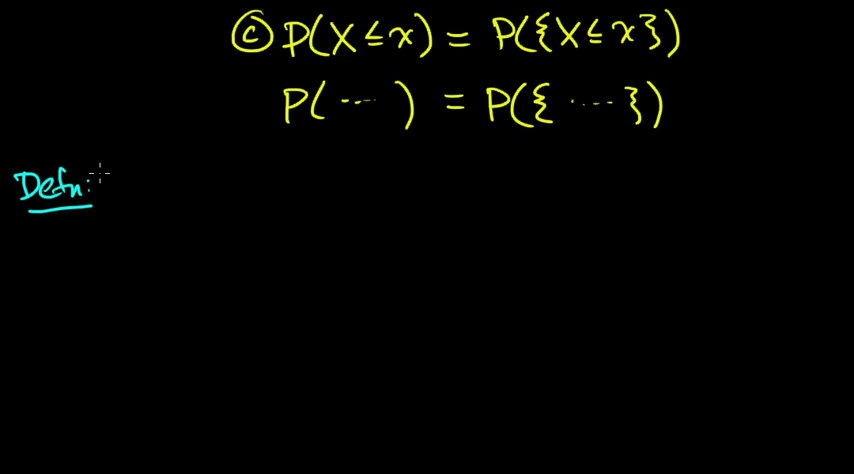 Ⓒ P(X ≤ x) = P({X ≤ x})
P( ---- ) = P({ ----- })
Defn: